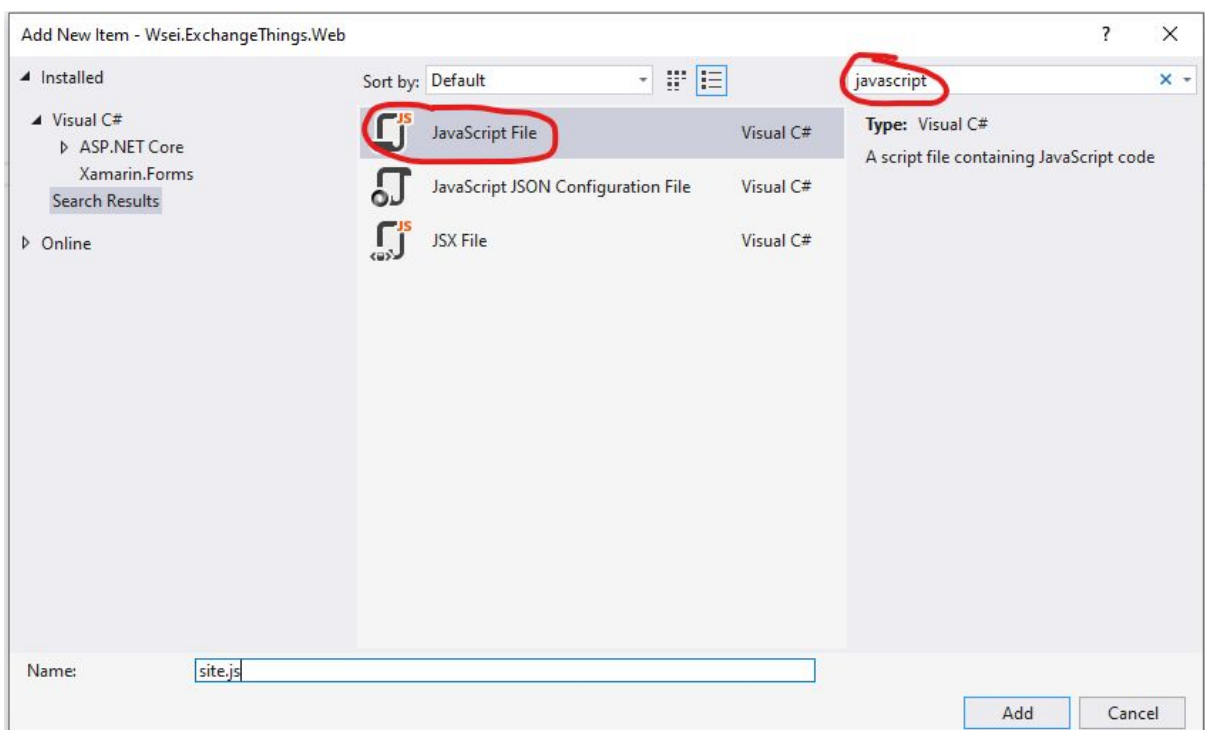 Add New Item - Wsei.ExchangeThings.Web
?
Installed
Visual C#
ASP.NET Core
Xamarin.Forms
Search Results
Online
Sort by: Default
JS JavaScript File Visual C#
JavaScript JSON Configuration File Visual C#
JS JSX File Visual C#
javascript
Type: Visual C#
A script file containing JavaScript code
Name: site.js
Add Cancel